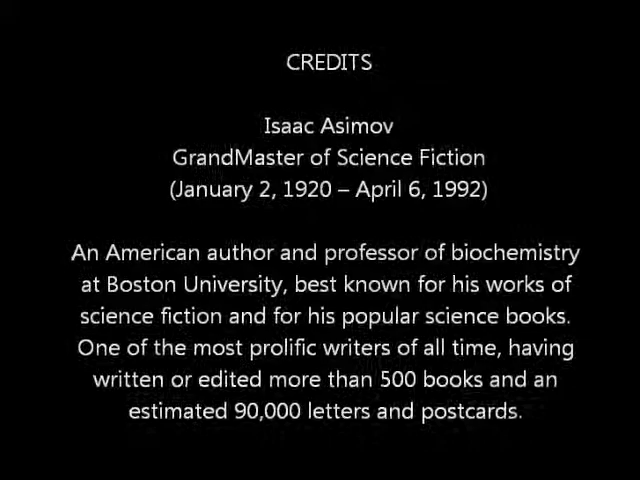 CREDITS
Isaac Asimov
GrandMaster of Science Fiction
(January 2, 1920 – April 6, 1992)
An American author and professor of biochemistry
at Boston University, best known for his works of
science fiction and for his popular science books.
One of the most prolific writers of all time, having
written or edited more than 500 books and an
estimated 90,000 letters and postcards.